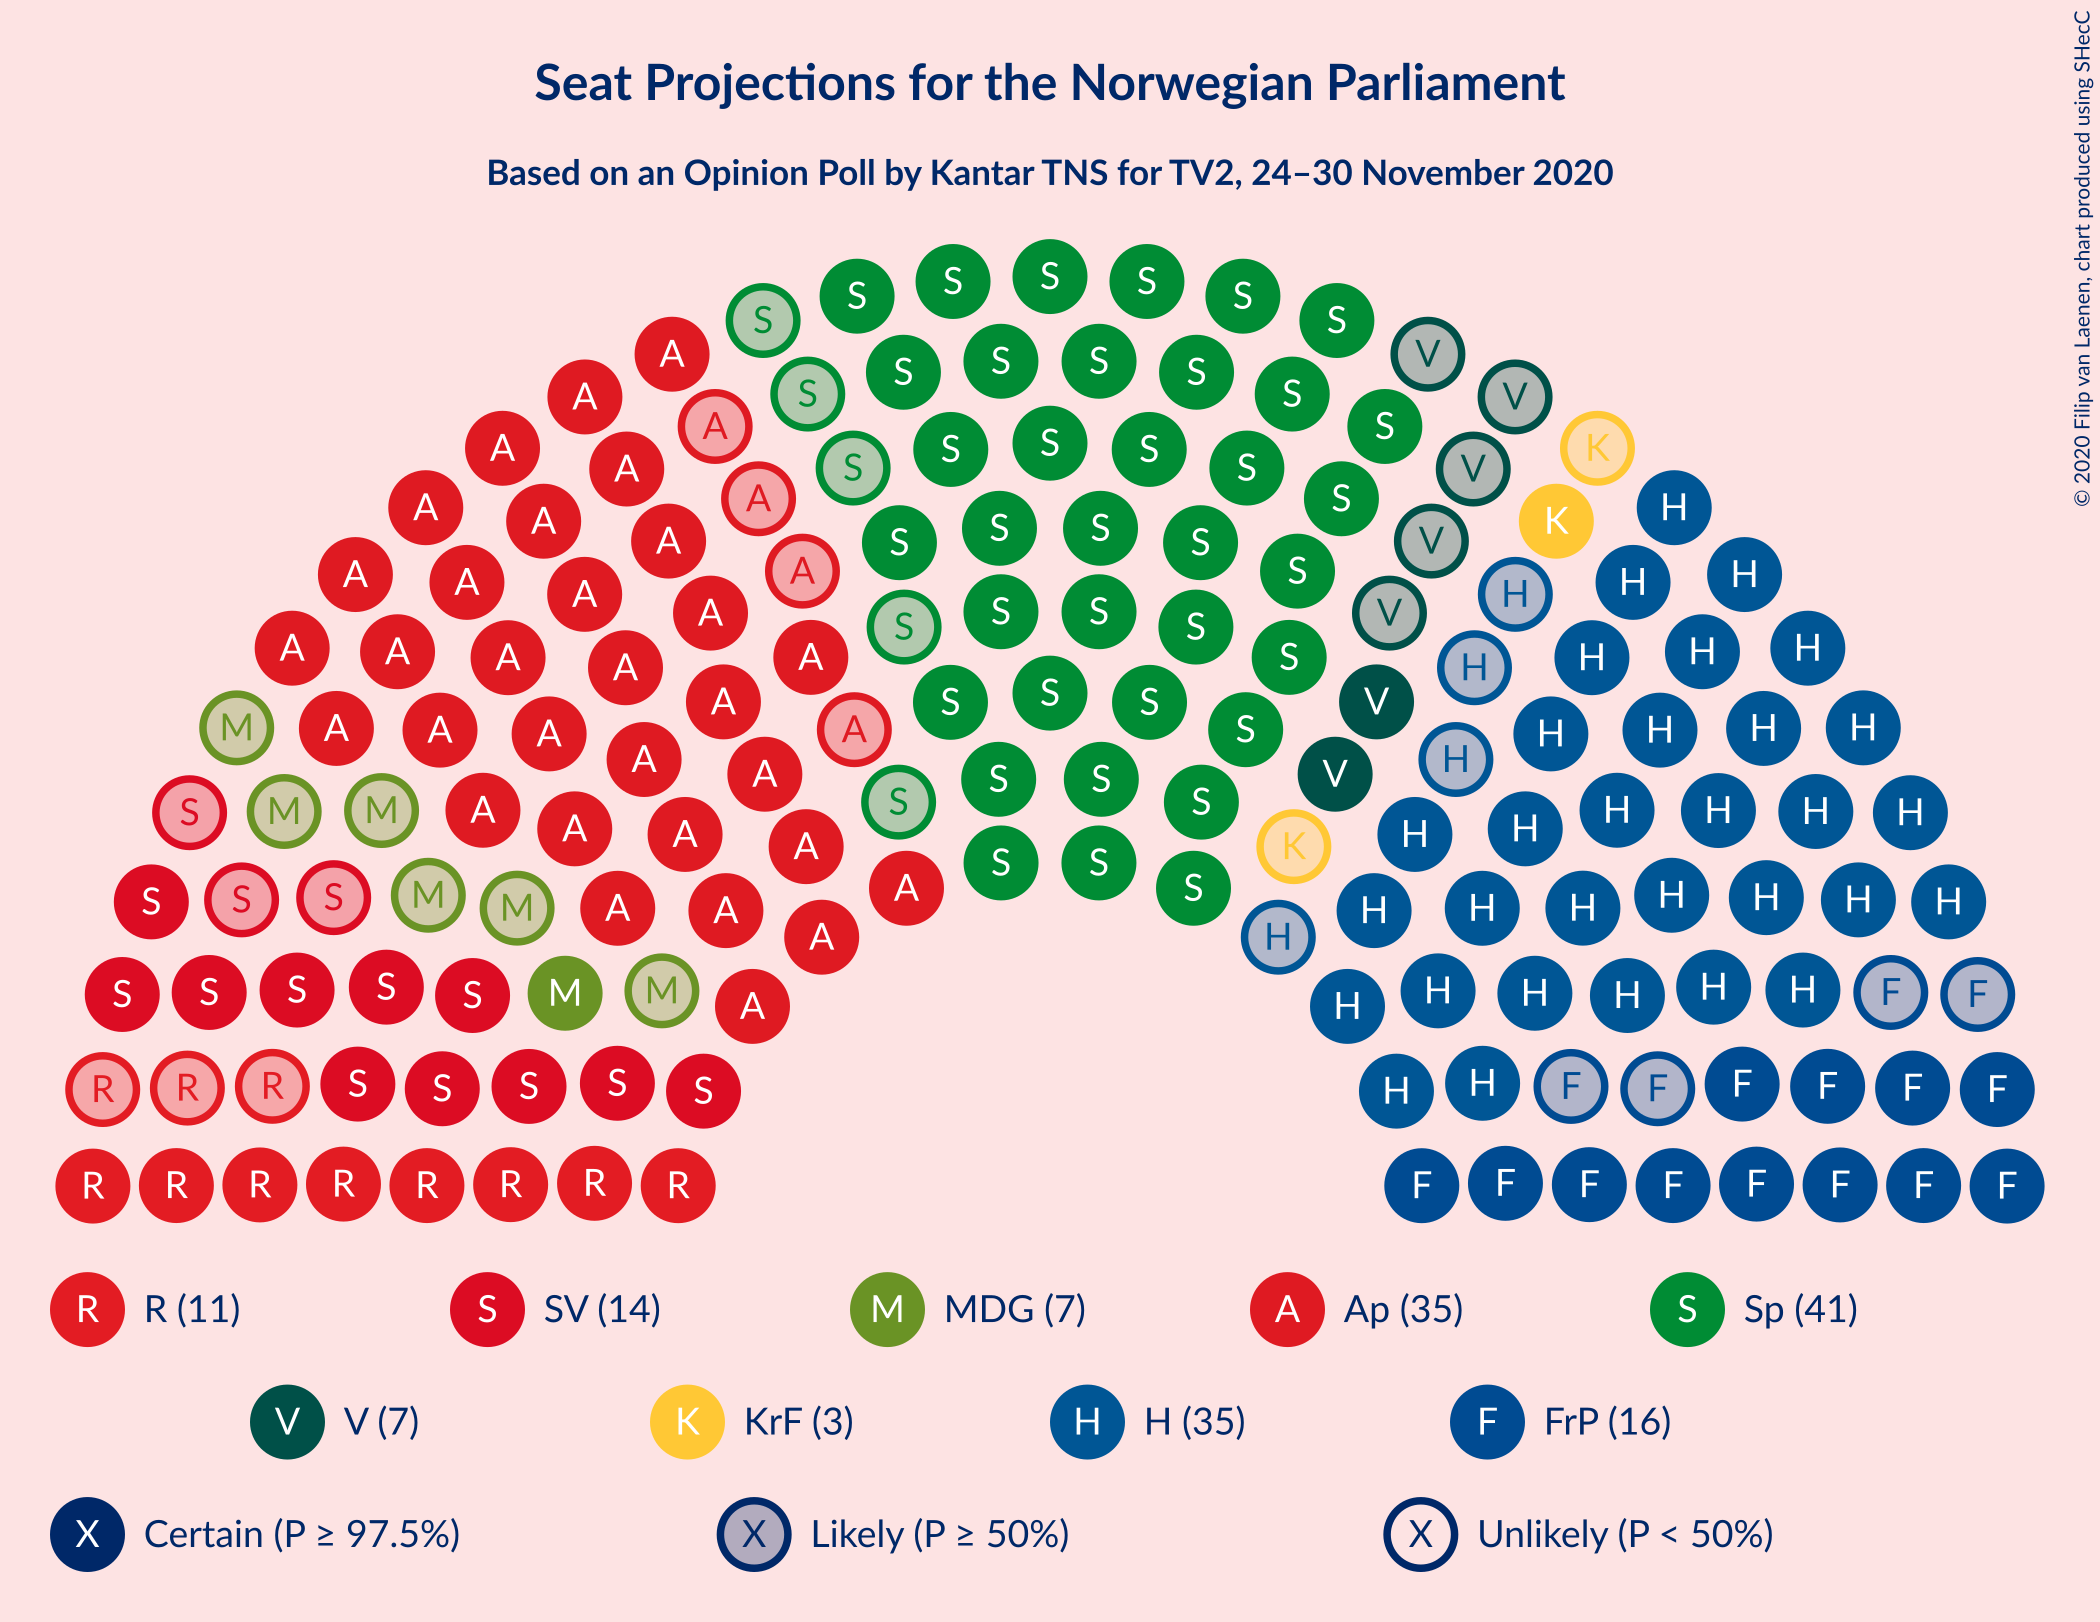 Seat Projections for the Norwegian Parliament
Based on an Opinion Poll by Kantar TNS for TV2, 24–30 November 2020
© 2020 Filip van Laenen, chart produced using SHecC
S S S S S S S
A S S S S S S V
A A S S S S S S V
A A A S S S S S V K
A A A A S S S S S V K H
A A A A S S S S S V H H H
A A A A A S S S S V H H H H
M A A A A A S S S S V H H H H H
S M M A A A A S S S V H H H H H H
S S S M M A A A A S S S K H H H H H H H
S S S S S M M A A H H H H H H H F F
R R R S S S S S H H H F F F F F F
R R R R R R R R F F F F F F F F
R R (11)
S SV (14)
M MDG (7)
A Ap (35)
S Sp (41)
V V (7)
K KrF (3)
H H (35)
F FrP (16)
X Certain (P ≥ 97.5%)
X Likely (P ≥ 50%)
X Unlikely (P < 50%)